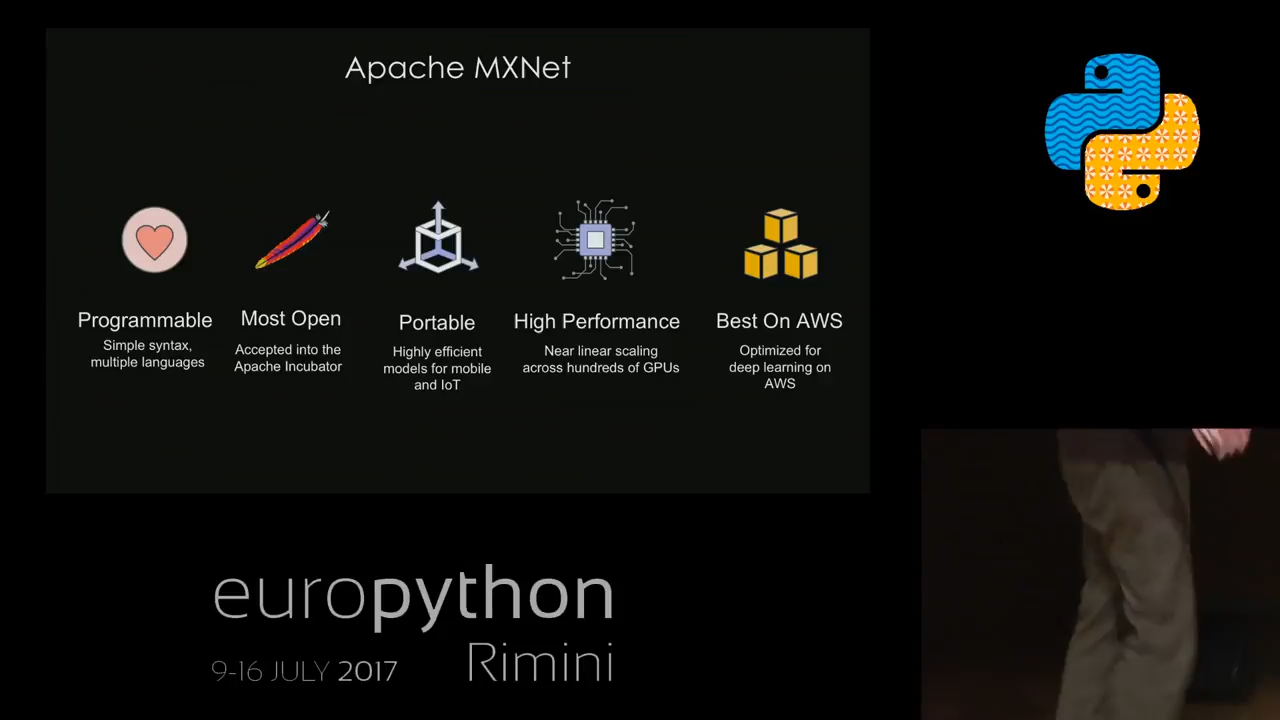 Apache MXNet
Programmable
Simple syntax,
multiple languages
Most Open
Accepted into the
Apache Incubator
Portable
Highly efficient
models for mobile
and IoT
High Performance
Near linear scaling
across hundreds of GPUs
Best On AWS
Optimized for
deep learning on
AWS
europython
9-16 JULY 2017 Rimini